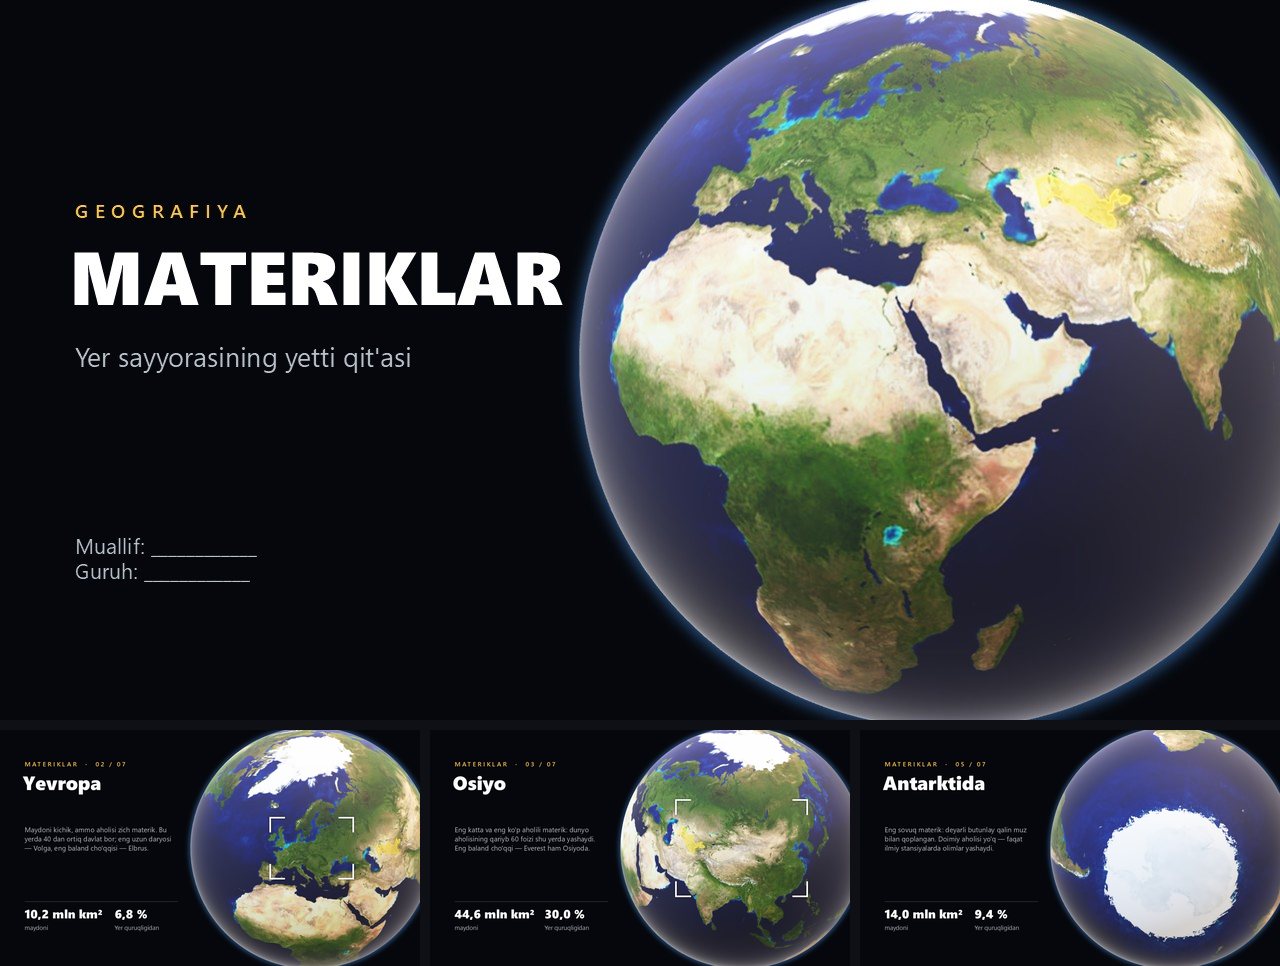 GEOGRAFIYA
MATERIKLAR
Yer sayyorasining yetti qit'asi
Muallif: ____________
Guruh: ____________
MATERIKLAR · 02 / 07
Yevropa
Maydoni kichik, ammo aholisi zich materik. Bu
yerda 40 dan ortiq davlat bor; eng uzun daryosi
— Volga, eng baland cho'qqisi — Elbrus.
10,2 mln km² 6,8 %
maydoni Yer quruqligidan
MATERIKLAR · 03 / 07
Osiyo
Eng katta va eng ko'p aholili materik: dunyo
aholisining qariyb 60 foizi shu yerda yashaydi.
Eng baland cho'qqi — Everest ham Osiyoda.
44,6 mln km² 30,0 %
maydoni Yer quruqligidan
MATERIKLAR · 05 / 07
Antarktida
Eng sovuq materik: deyarli butunlay qalin muz
bilan qoplangan. Doimiy aholisi yo'q — faqat
ilmiy stansiyalarda olimlar yashaydi.
14,0 mln km² 9,4 %
maydoni Yer quruqligidan